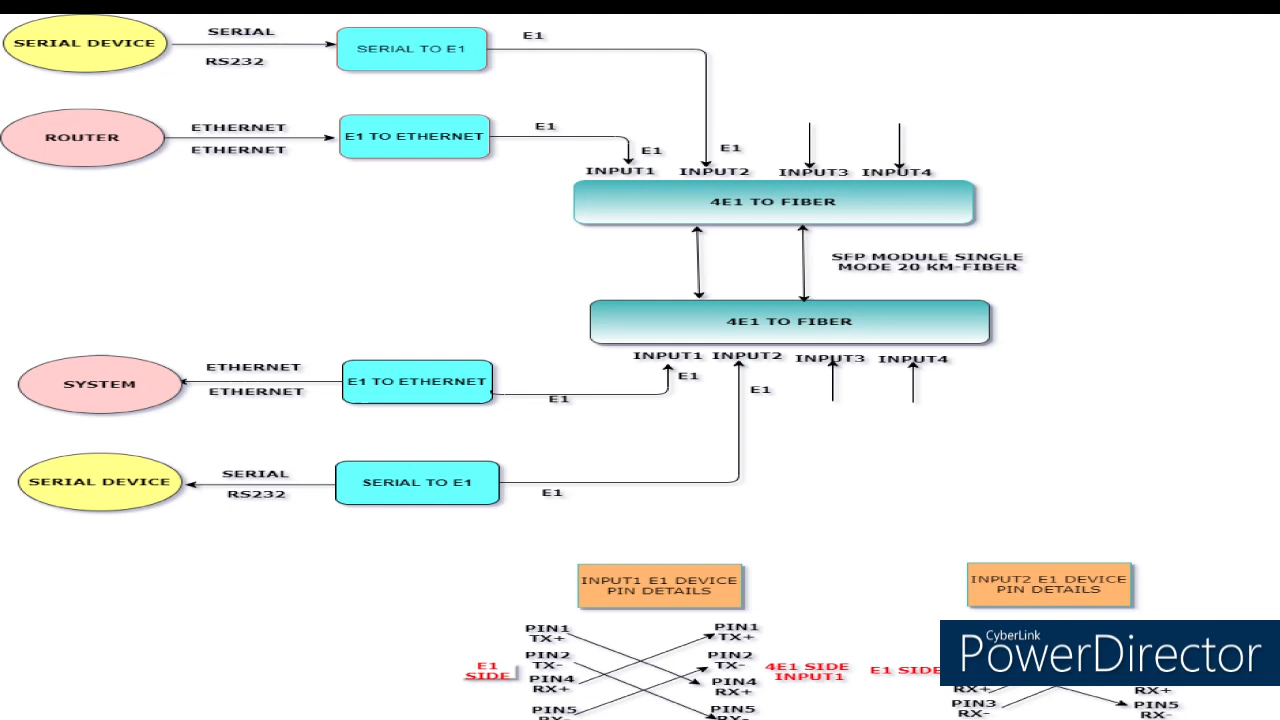 SERIAL DEVICE
SERIAL
RS232
SERIAL TO E1
E1
ROUTER
ETHERNET
ETHERNET
E1 TO ETHERNET
E1
E1
E1
INPUT1
INPUT2
INPUT3
INPUT4
4E1 TO FIBER
SFP MODULE SINGLE
MODE 20 KM-FIBER
4E1 TO FIBER
INPUT1
INPUT2
INPUT3
INPUT4
SYSTEM
ETHERNET
ETHERNET
E1 TO ETHERNET
E1
E1
E1
SERIAL DEVICE
SERIAL
RS232
SERIAL TO E1
E1
INPUT1 E1 DEVICE
PIN DETAILS
INPUT2 E1 DEVICE
PIN DETAILS
E1
SIDE
PIN1
TX+
PIN2
TX-
PIN4
RX+
PIN5
RX-
PIN1
TX+
PIN2
TX-
PIN4
RX+
PIN5
RX-
4E1 SIDE
INPUT1
E1 SIDE
CyberLink
PowerDirector
RX+
PIN3
RX-
RX+
PIN5
RX-